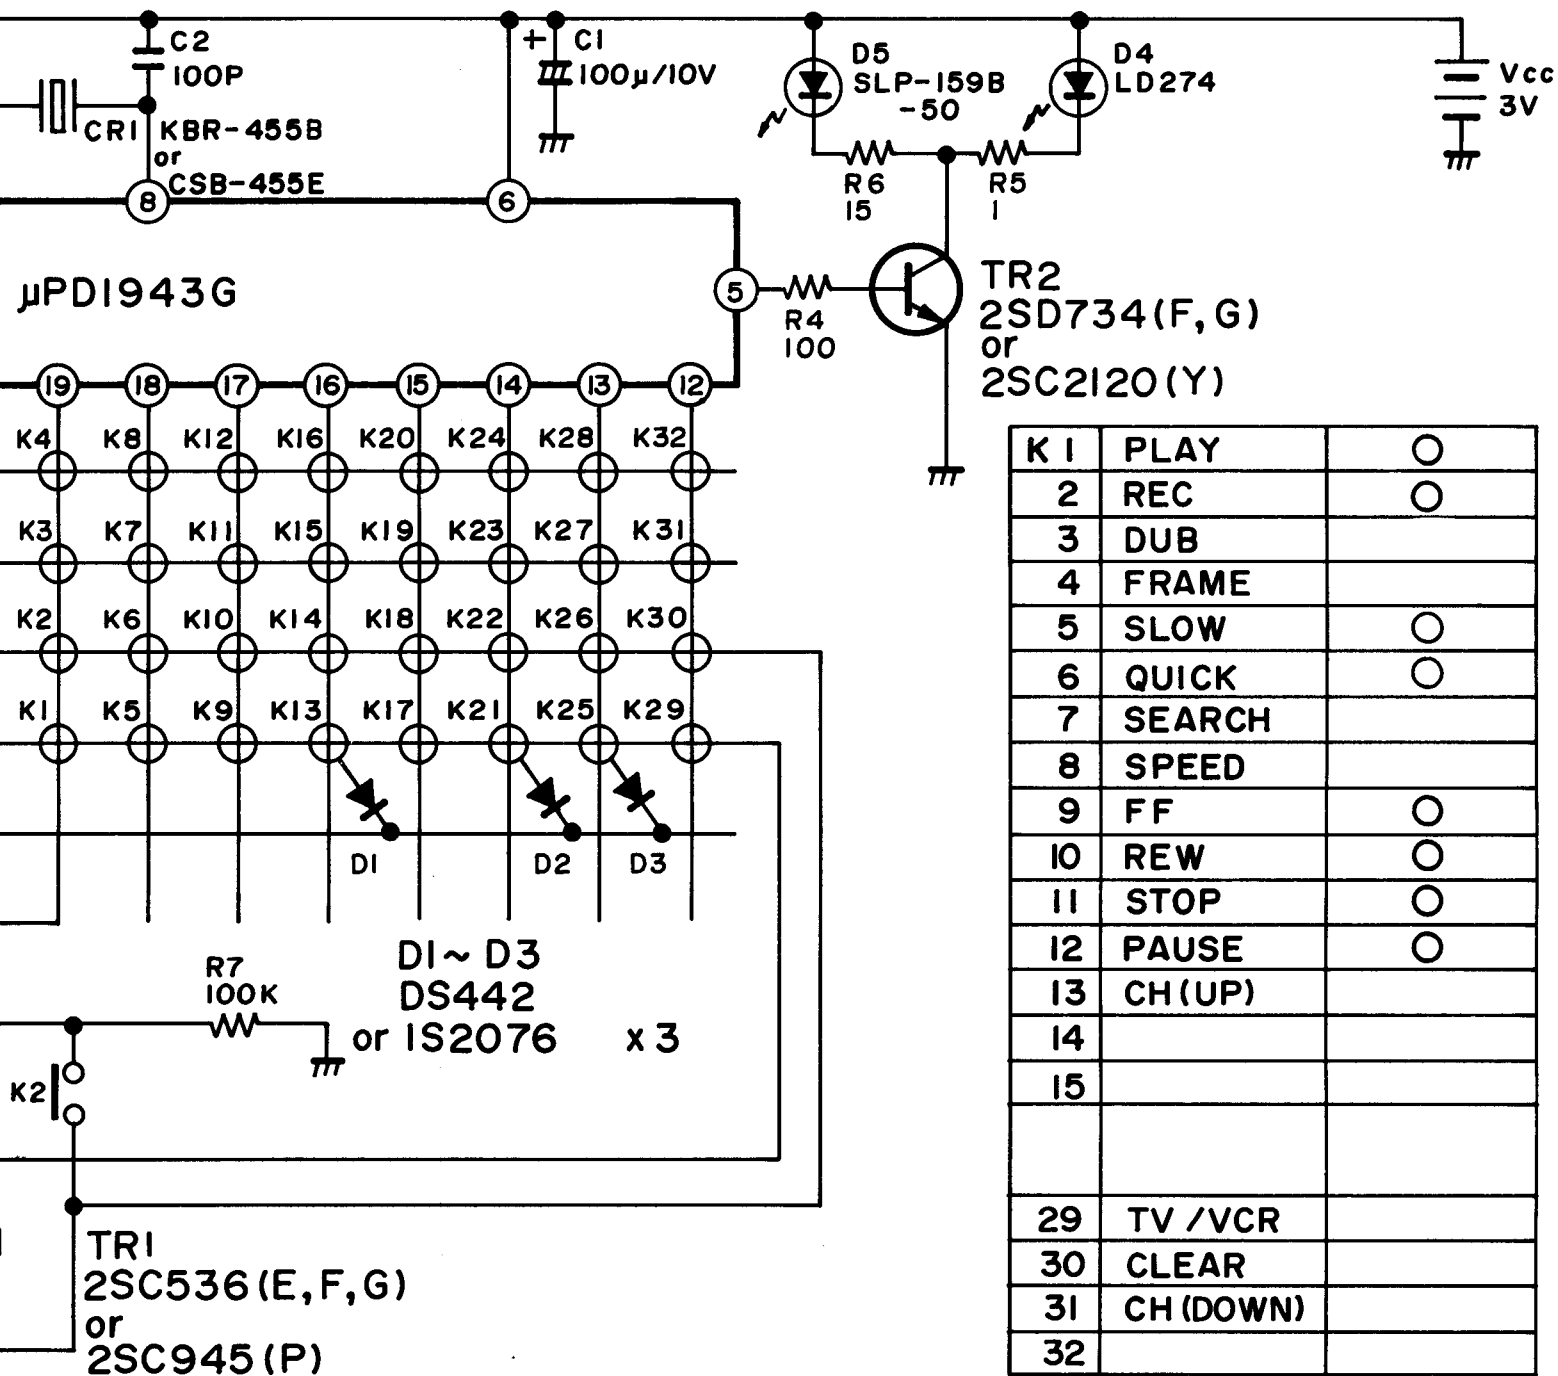 C2
100P
+ C1
100µ/10V
D5
SLP-159B
-50
D4
LD274
Vcc
3V
CR1 KBR-455B
or
CSB-455E
R6
15
R5
1
8
6
µPD1943G
5
R4
100
TR2
2SD734(F,G)
or
2SC2120(Y)
19 18 17 16 15 14 13 12
K4 K8 K12 K16 K20 K24 K28 K32
K3 K7 K11 K15 K19 K23 K27 K31
K2 K6 K10 K14 K18 K22 K26 K30
K1 K5 K9 K13 K17 K21 K25 K29
D1 D2 D3
D1~D3
DS442
or 1S2076 x3
R7
100K
K2
TR1
2SC536(E,F,G)
or
2SC945(P)
K 1 PLAY ○
2 REC ○
3 DUB
4 FRAME
5 SLOW ○
6 QUICK ○
7 SEARCH
8 SPEED
9 FF ○
10 REW ○
11 STOP ○
12 PAUSE ○
13 CH(UP)
14
15
29 TV/VCR
30 CLEAR
31 CH(DOWN)
32